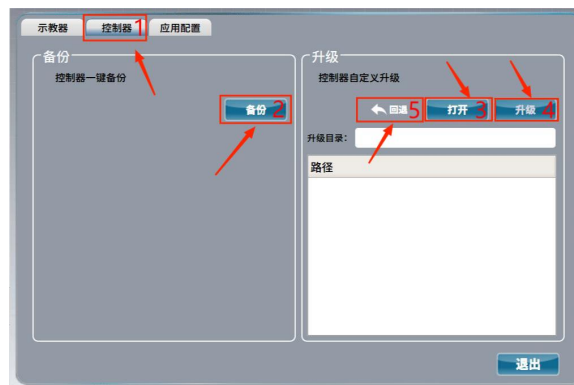 示教器 控制器 1 应用配置
备份
控制器一键备份
备份 2
升级
控制器自定义升级
回退 5 打开 3 升级 4
升级目录:
路径
退出